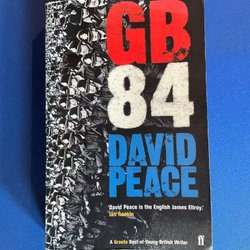 GB
84
DAVID
PEACE
'David Peace is the English James Ellroy.'
Ian Rankin
A Granta Best of Young British Writer
ff